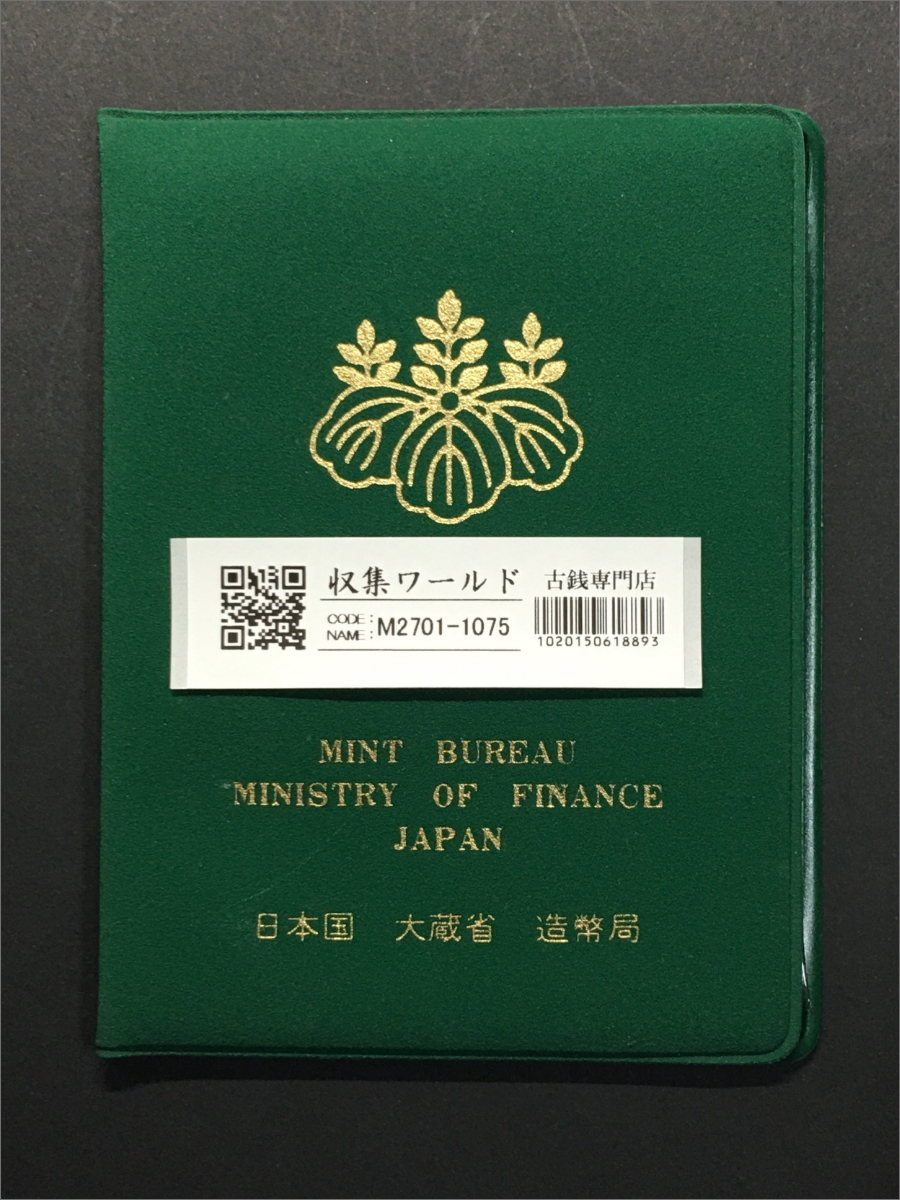 収集ワールド 古銭専門店
CODE:
NAME: M2701-1075
1020150618893
MINT BUREAU
MINISTRY OF FINANCE
JAPAN
日本国 大蔵省 造幣局